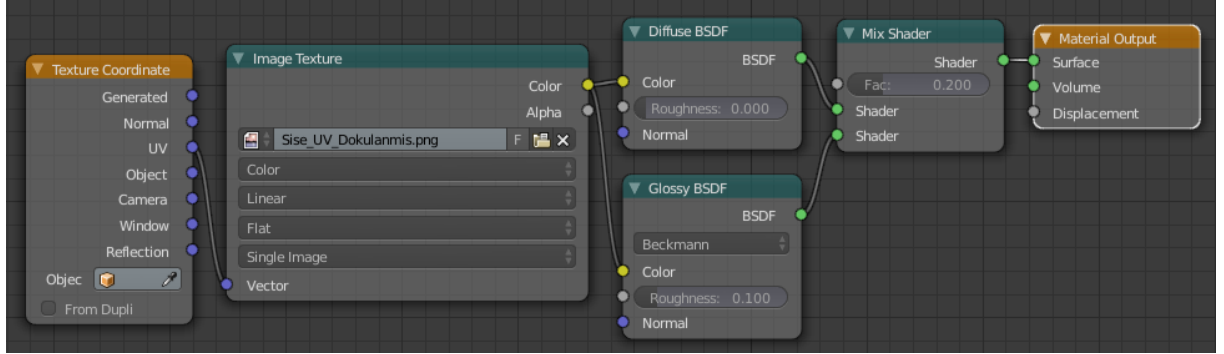 Texture Coordinate
Generated
Normal
UV
Object
Camera
Window
Reflection
Objec
From Dupli
Image Texture
Color
Alpha
Sise_UV_Dokulanmis.png
F
Color
Linear
Flat
Single Image
Vector
Diffuse BSDF
BSDF
Color
Roughness: 0.000
Normal
Glossy BSDF
BSDF
Beckmann
Color
Roughness: 0.100
Normal
Mix Shader
Shader
Fac: 0.200
Shader
Shader
Material Output
Surface
Volume
Displacement